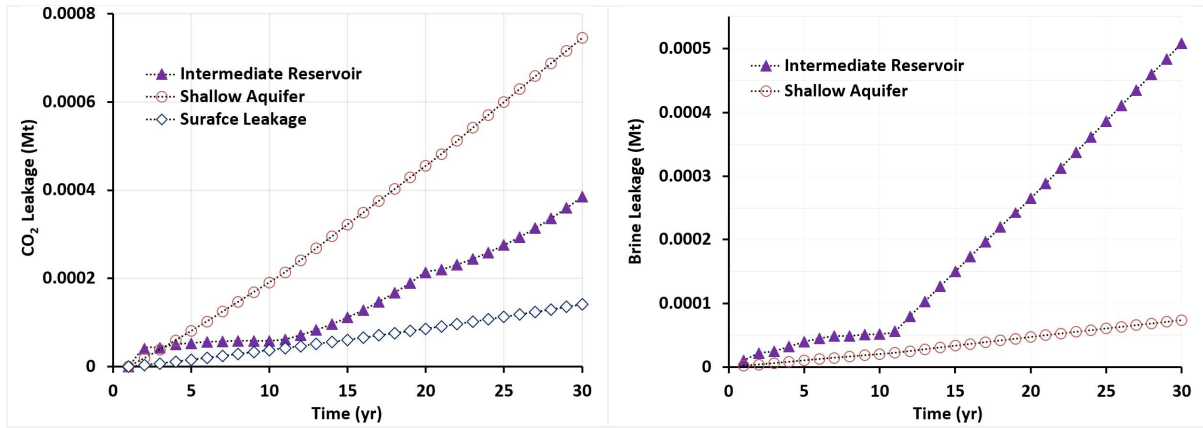 0.0008
0.0006
0.0004
0.0002
0
CO₂ Leakage (Mt)
Intermediate Reservoir
Shallow Aquifer
Surafce Leakage
0 5 10 15 20 25 30
Time (yr)
0.0005
0.0004
0.0003
0.0002
0.0001
0
Brine Leakage (Mt)
Intermediate Reservoir
Shallow Aquifer
0 5 10 15 20 25 30
Time (yr)